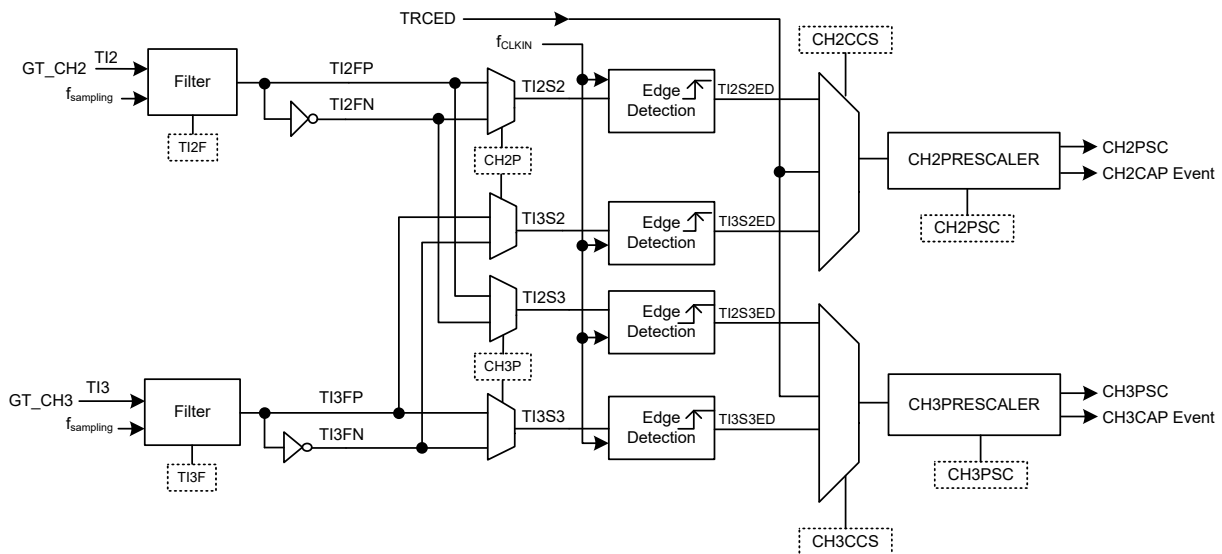 TRCED
fCLKIN
CH2CCS
GT_CH2
TI2
fsampling
Filter
TI2F
TI2FP
TI2FN
TI2S2
CH2P
Edge
Detection
TI2S2ED
CH2PRESCALER
CH2PSC
CH2CAP Event
CH2PSC
TI3S2
Edge
Detection
TI3S2ED
TI2S3
CH3P
Edge
Detection
TI2S3ED
GT_CH3
TI3
fsampling
Filter
TI3F
TI3FP
TI3FN
TI3S3
Edge
Detection
TI3S3ED
CH3PRESCALER
CH3PSC
CH3CAP Event
CH3PSC
CH3CCS